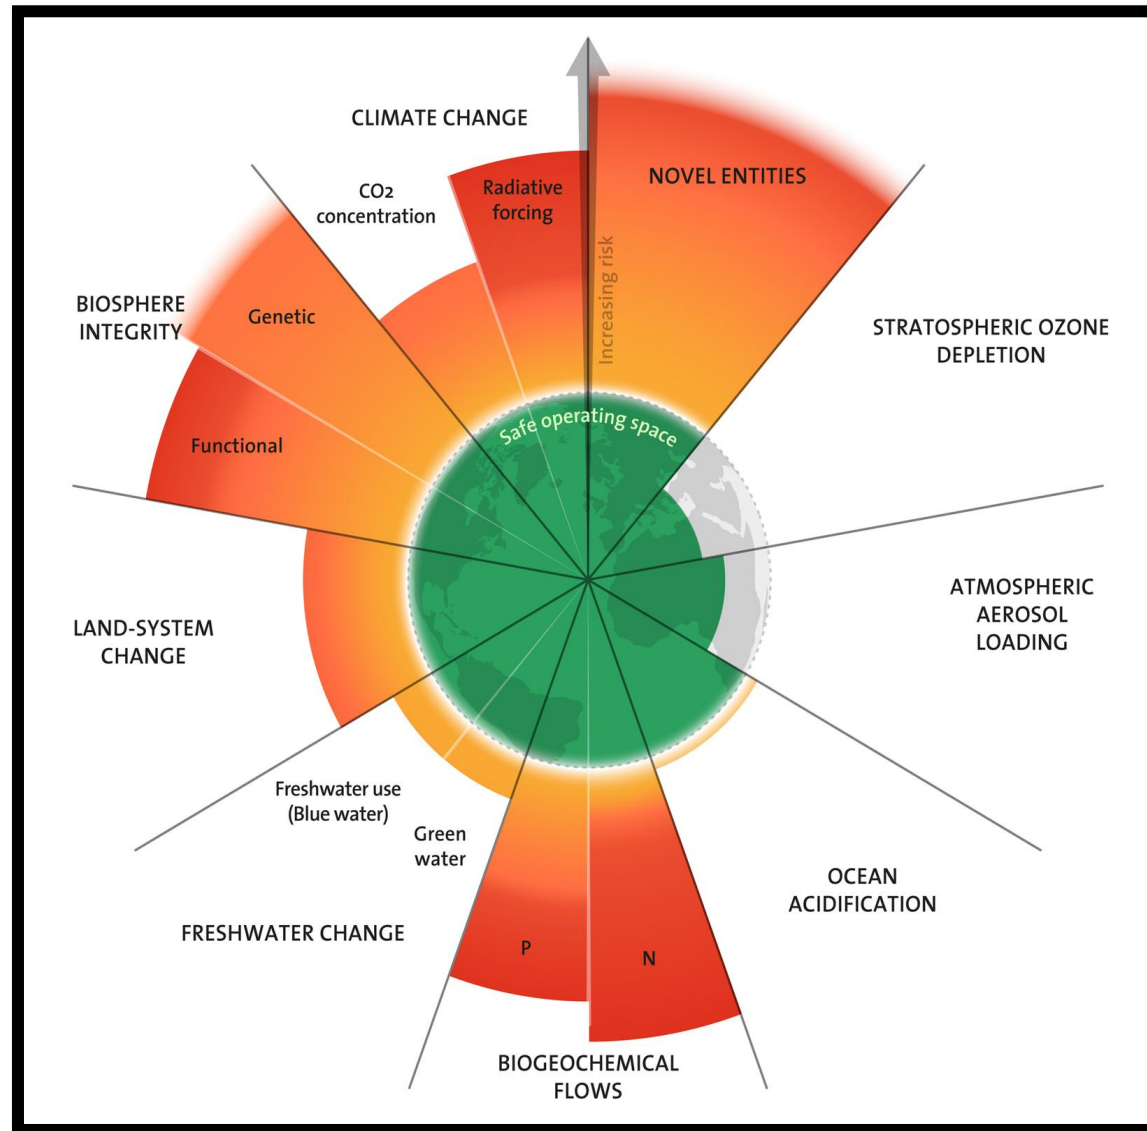 CLIMATE CHANGE
CO2
concentration
Radiative
forcing
NOVEL ENTITIES
Increasing risk
STRATOSPHERIC OZONE
DEPLETION
BIOSPHERE
INTEGRITY
Genetic
Functional
Safe operating space
ATMOSPHERIC
AEROSOL
LOADING
LAND-SYSTEM
CHANGE
Freshwater use
(Blue water)
Green
water
FRESHWATER CHANGE
P
N
OCEAN
ACIDIFICATION
BIOGEOCHEMICAL
FLOWS